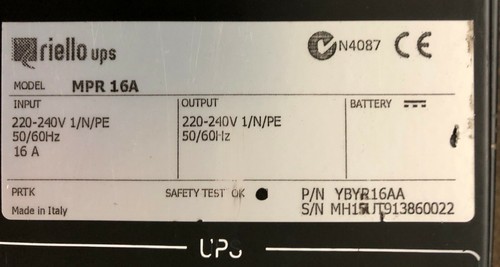 riello ups N4087 CE
MODEL MPR 16A
INPUT OUTPUT BATTERY
220-240V 1/N/PE 220-240V 1/N/PE
50/60Hz 50/60Hz
16 A
PRTK SAFETY TEST OK P/N YBYR16AA
Made in Italy S/N